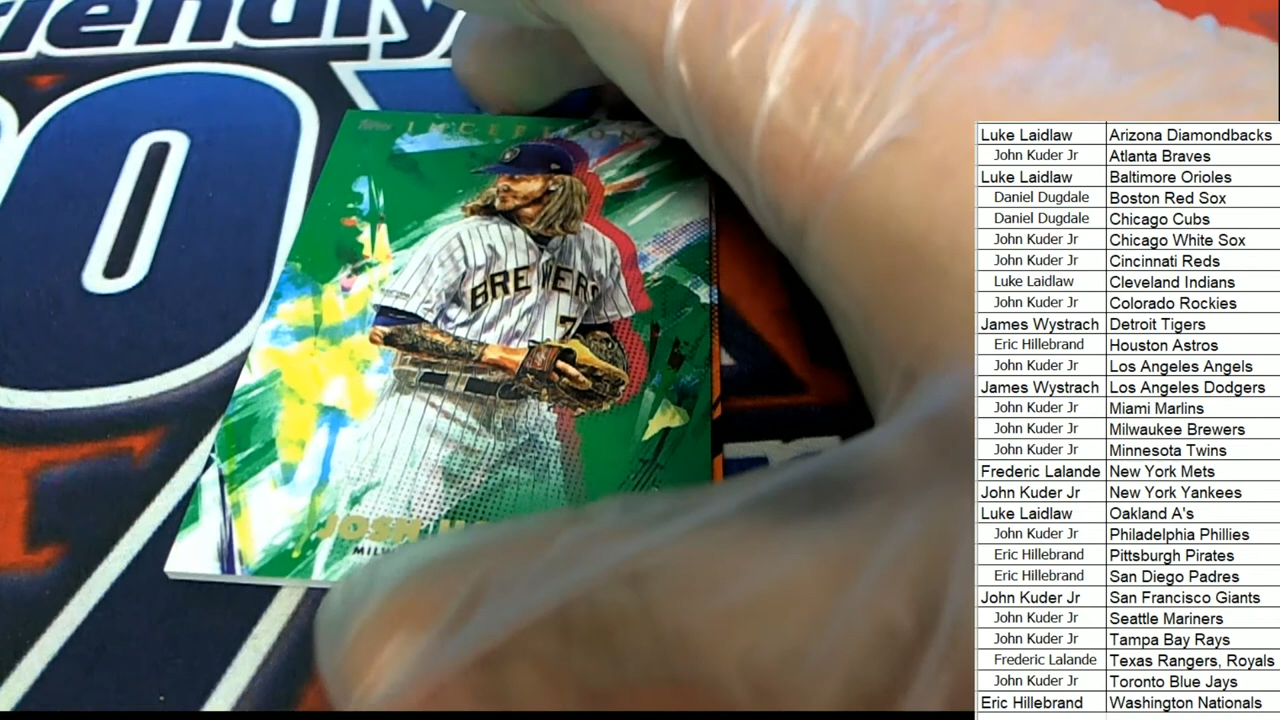 iendly
TOPPS INCEPTION
BREWERS
7
JOSH
MILW
Luke Laidlaw Arizona Diamondbacks
John Kuder Jr Atlanta Braves
Luke Laidlaw Baltimore Orioles
Daniel Dugdale Boston Red Sox
Daniel Dugdale Chicago Cubs
John Kuder Jr Chicago White Sox
John Kuder Jr Cincinnati Reds
Luke Laidlaw Cleveland Indians
John Kuder Jr Colorado Rockies
James Wystrach Detroit Tigers
Eric Hillebrand Houston Astros
John Kuder Jr Los Angeles Angels
James Wystrach Los Angeles Dodgers
John Kuder Jr Miami Marlins
John Kuder Jr Milwaukee Brewers
John Kuder Jr Minnesota Twins
Frederic Lalande New York Mets
John Kuder Jr New York Yankees
Luke Laidlaw Oakland A's
John Kuder Jr Philadelphia Phillies
Eric Hillebrand Pittsburgh Pirates
Eric Hillebrand San Diego Padres
John Kuder Jr San Francisco Giants
John Kuder Jr Seattle Mariners
John Kuder Jr Tampa Bay Rays
Frederic Lalande Texas Rangers, Royals
John Kuder Jr Toronto Blue Jays
Eric Hillebrand Washington Nationals